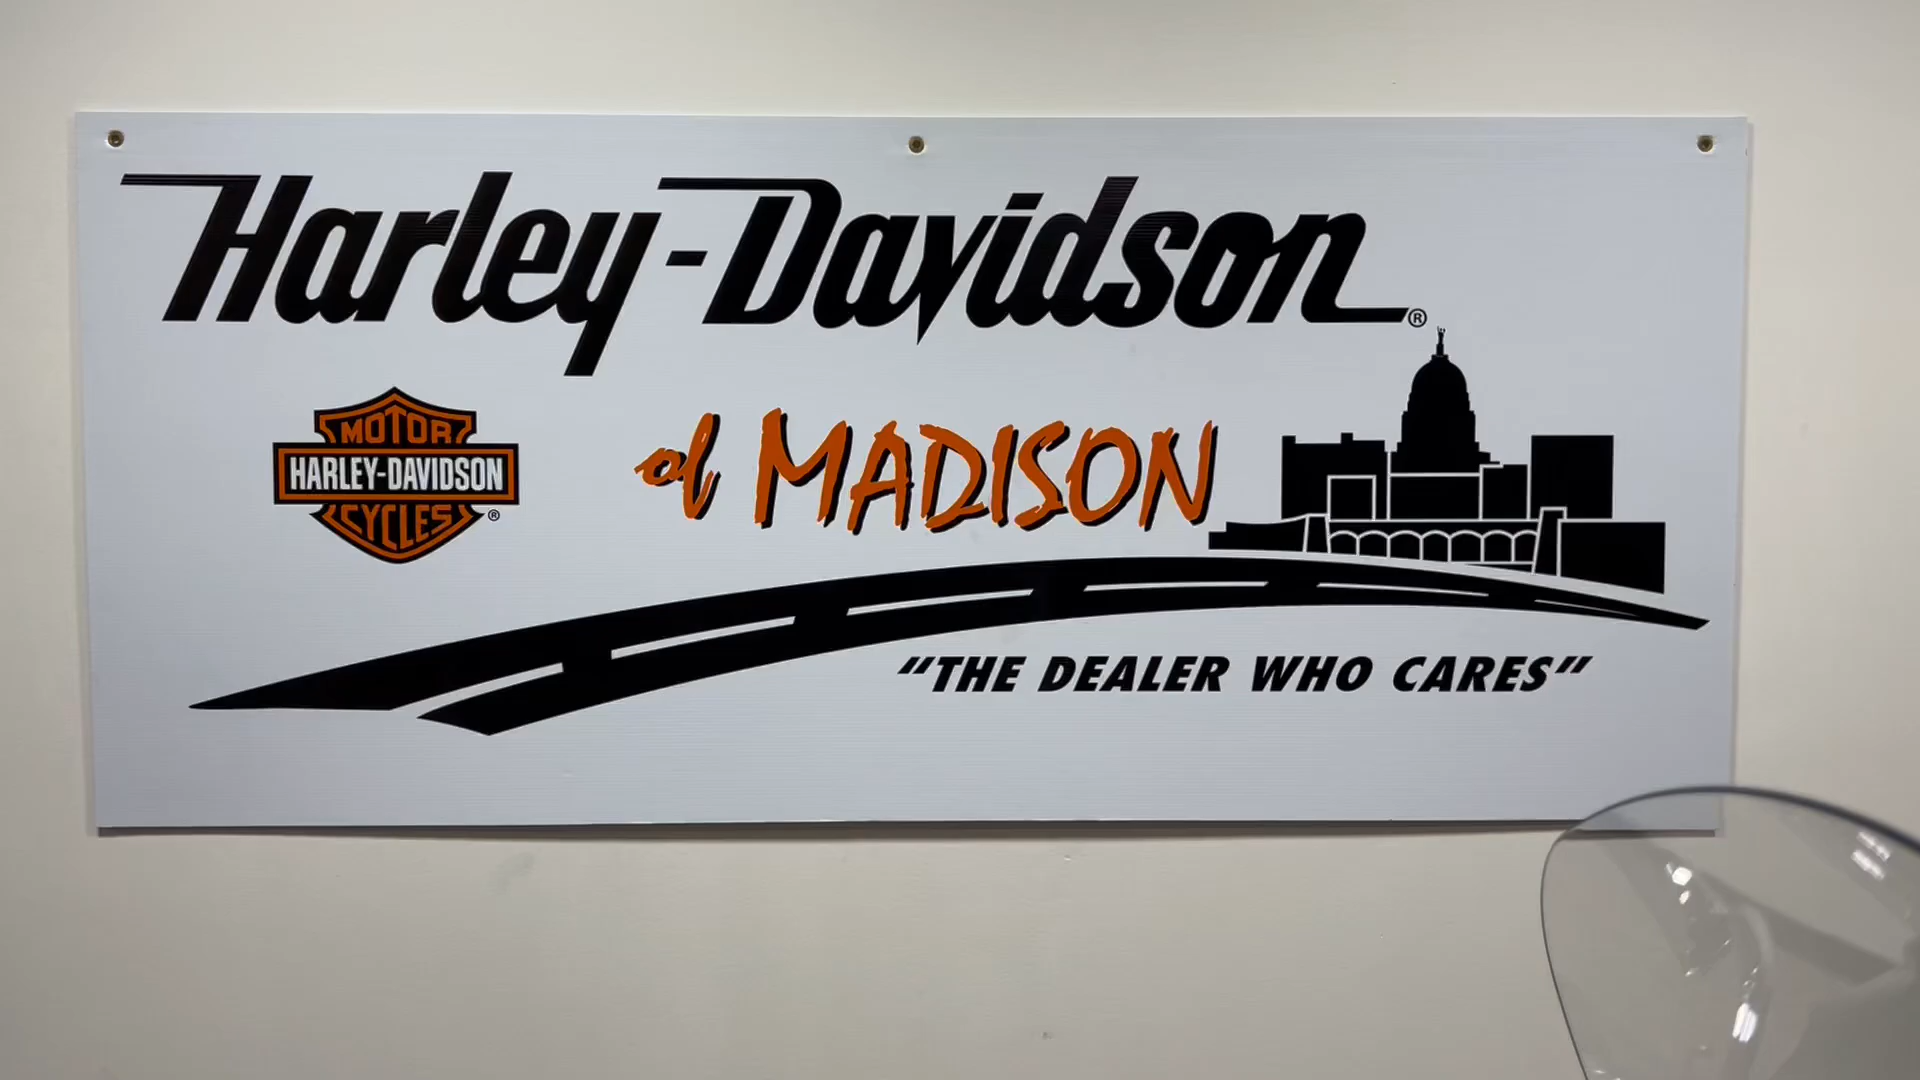 Harley-Davidson®
MOTOR
HARLEY-DAVIDSON
CYCLES®
of MADISON
"THE DEALER WHO CARES"